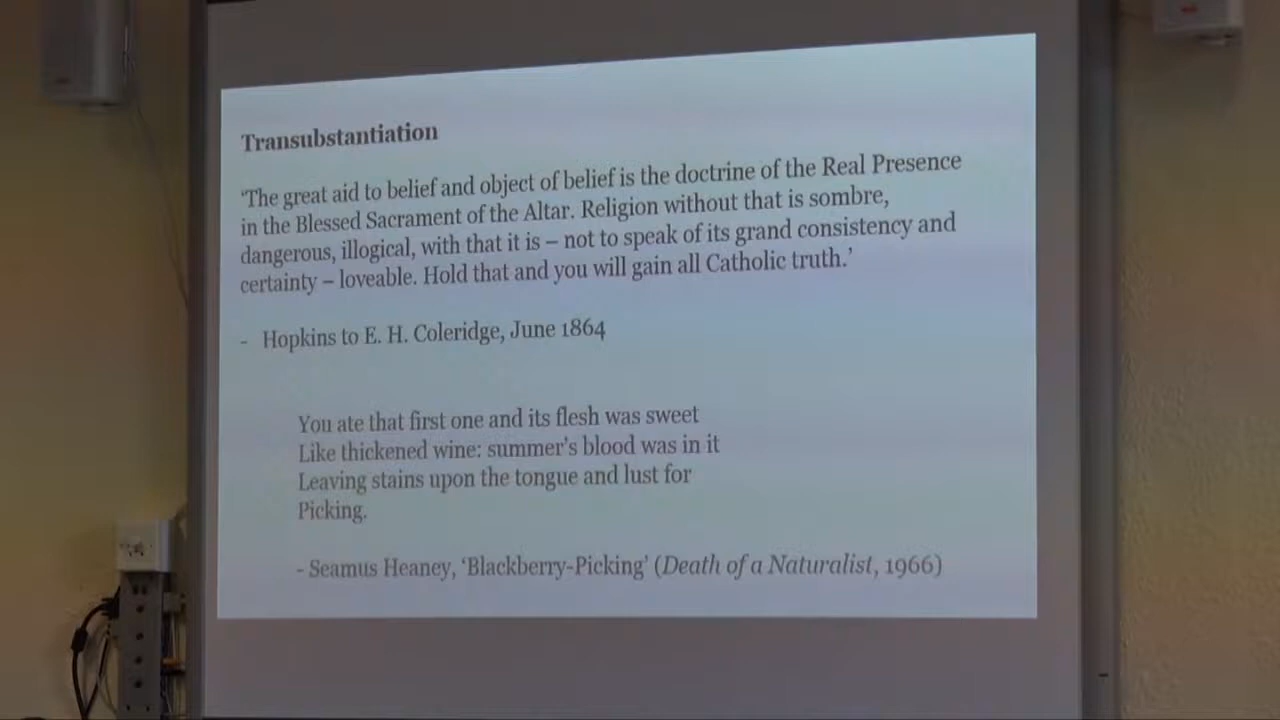 Transubstantiation
‘The great aid to belief and object of belief is the doctrine of the Real Presence
in the Blessed Sacrament of the Altar. Religion without that is sombre,
dangerous, illogical, with that it is – not to speak of its grand consistency and
certainty – loveable. Hold that and you will gain all Catholic truth.’
- Hopkins to E. H. Coleridge, June 1864
You ate that first one and its flesh was sweet
Like thickened wine: summer’s blood was in it
Leaving stains upon the tongue and lust for
Picking.
- Seamus Heaney, ‘Blackberry-Picking’ (Death of a Naturalist, 1966)